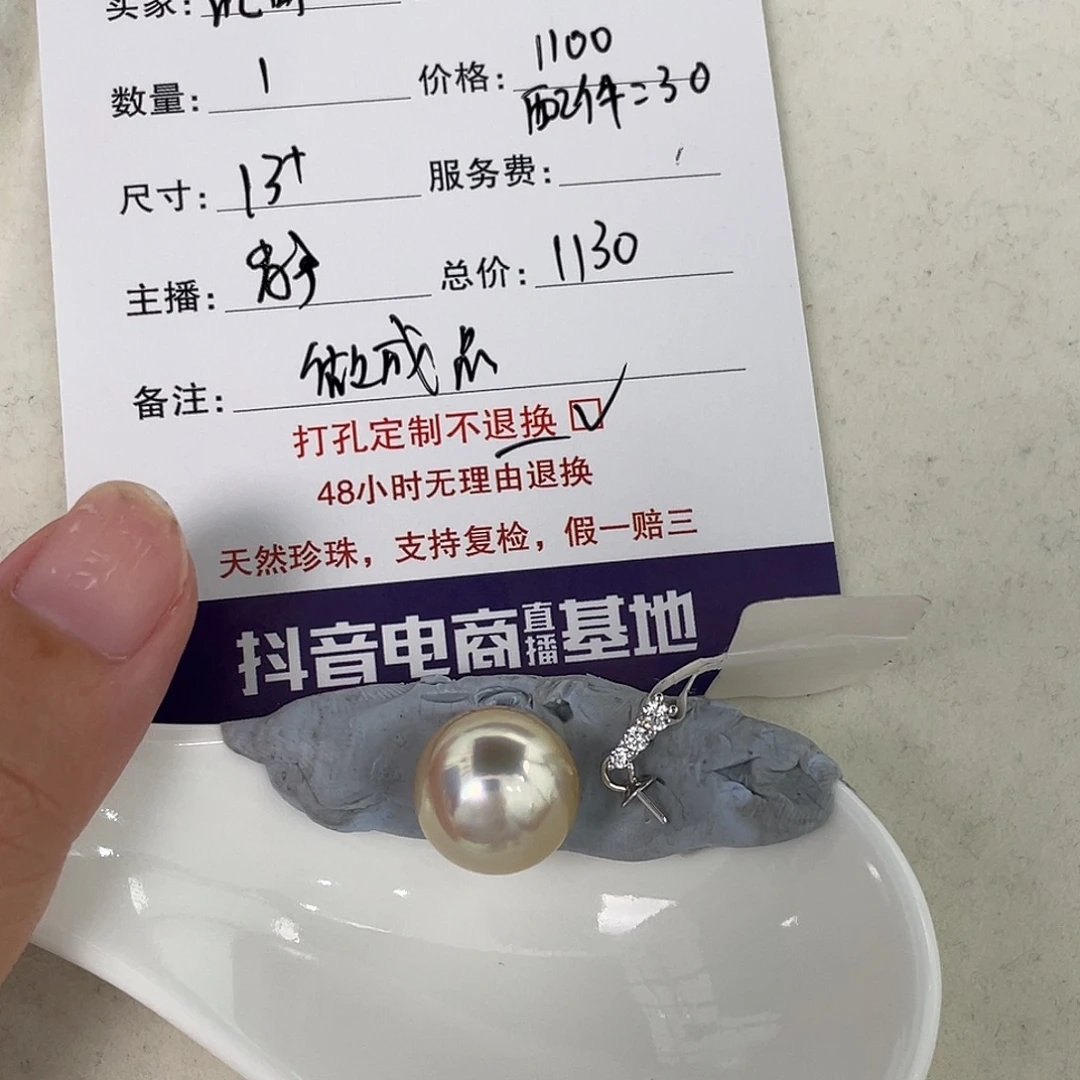 买家：
数量： 1 价格： 1100
配件=30
尺寸： 13+ 服务费： /
主播： 总价： 1130
备注： 做成品
打孔定制不退换 ☑
48小时无理由退换
天然珍珠，支持复检，假一赔三
抖音电商直播基地